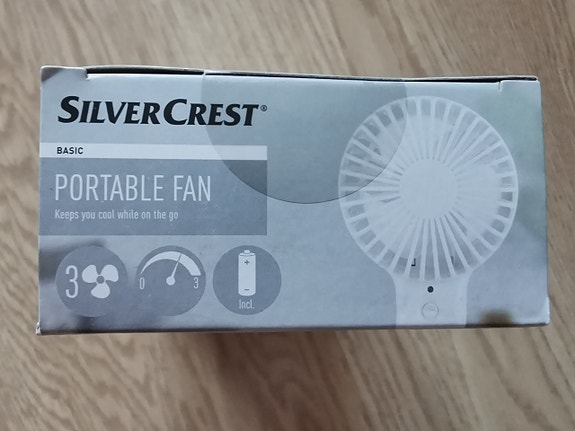 SILVERCREST®
BASIC
PORTABLE FAN
Keeps you cool while on the go
3
0 3
+
-
Incl.